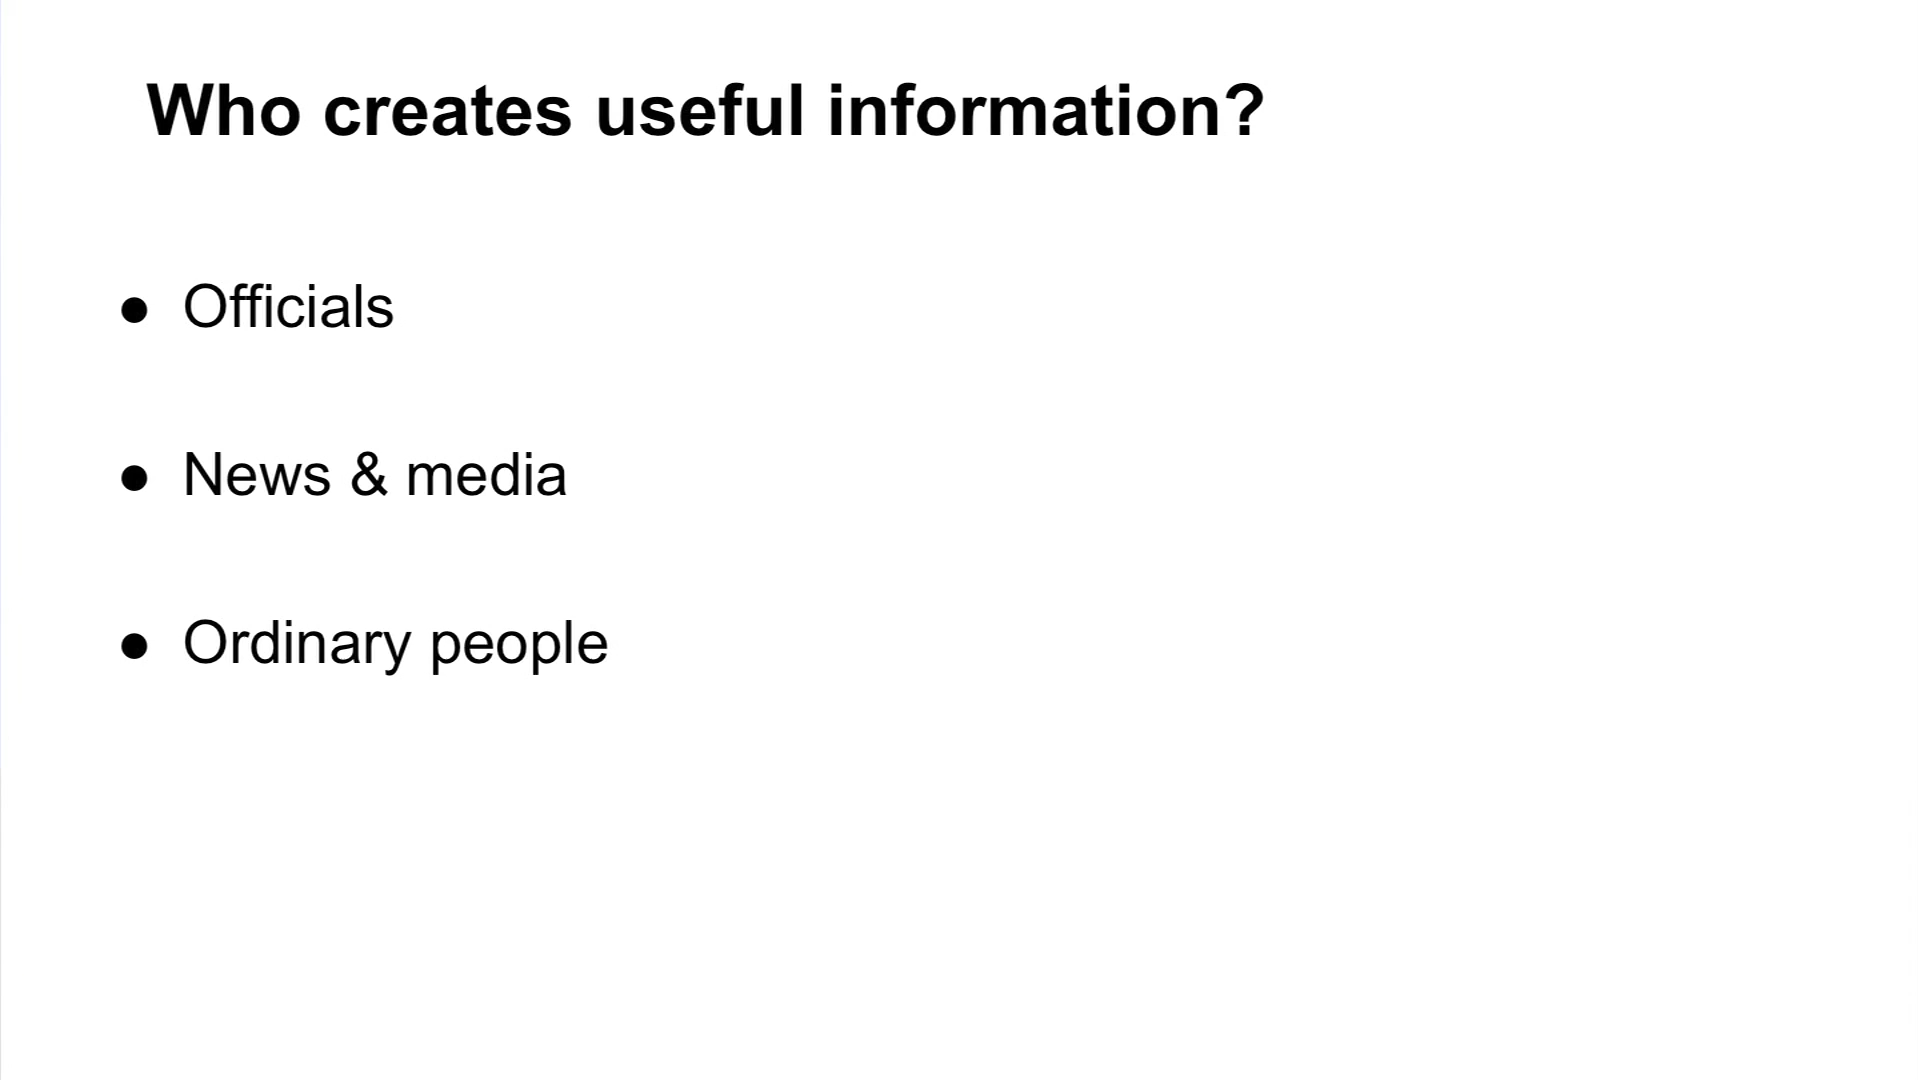 Who creates useful information?
● Officials
● News & media
● Ordinary people